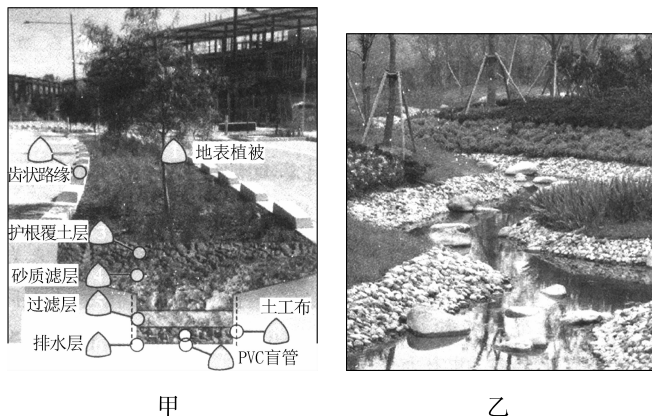 地表植被
齿状路缘
护根覆土层
砂质滤层
过滤层
土工布
排水层
PVC盲管
甲
乙